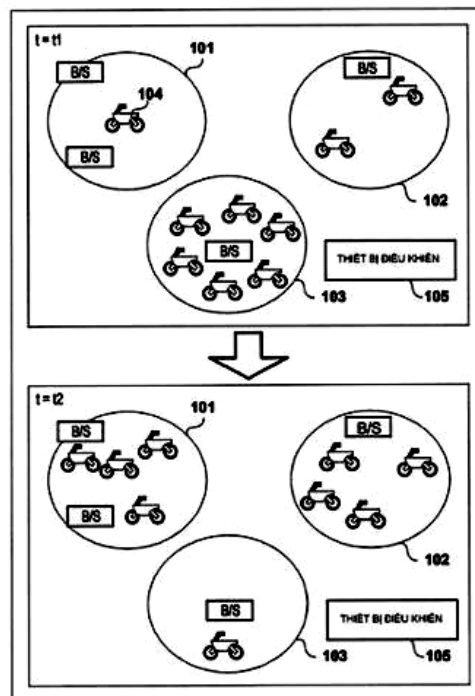 t = t1
101
B/S
104
B/S
B/S
102
B/S
THIẾT BỊ ĐIỀU KHIỂN
103
105
t = t2
101
B/S
B/S
B/S
102
B/S
THIẾT BỊ ĐIỀU KHIỂN
103
105